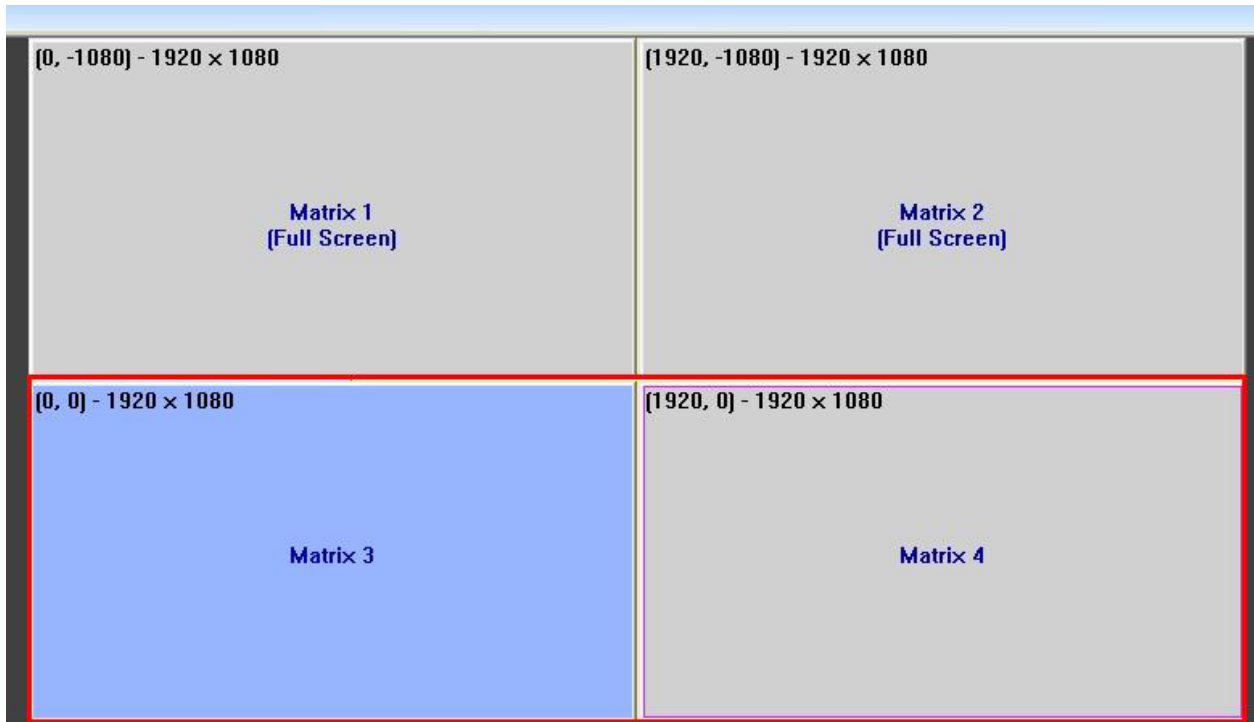 (0, -1080) - 1920 × 1080
(1920, -1080) - 1920 × 1080
Matrix 1
(Full Screen)
Matrix 2
(Full Screen)
(0, 0) - 1920 × 1080
(1920, 0) - 1920 × 1080
Matrix 3
Matrix 4